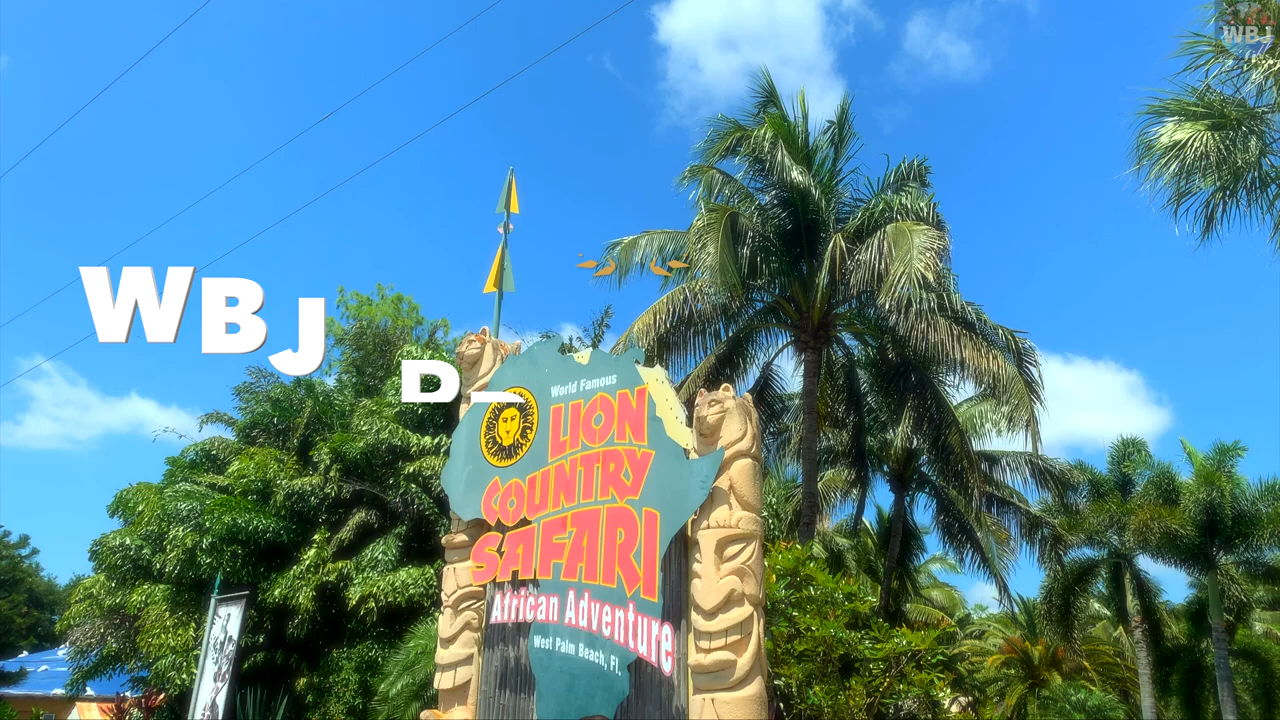 WBJ
WBJ
World Famous
LION
COUNTRY
SAFARI
African Adventure
West Palm Beach, Fl.